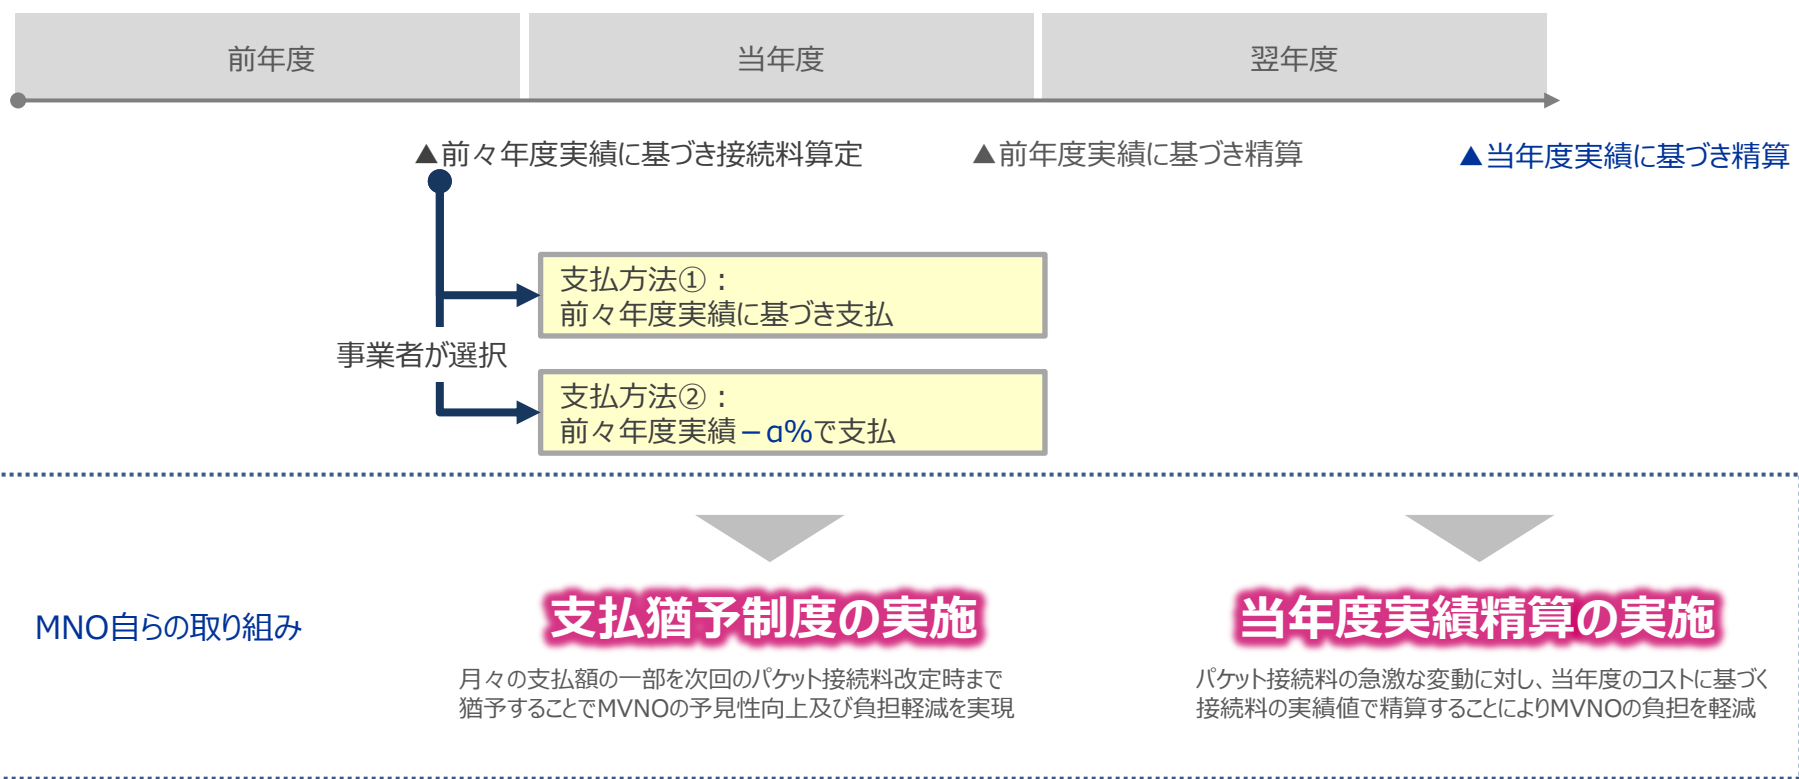 前年度
当年度
翌年度
▲前々年度実績に基づき接続料算定
▲前年度実績に基づき精算
▲当年度実績に基づき精算
支払方法①：
前々年度実績に基づき支払
事業者が選択
支払方法②：
前々年度実績－α%で支払
MNO自らの取り組み
支払猶予制度の実施
月々の支払額の一部を次回のパケット接続料改定時まで
猶予することでMVNOの予見性向上及び負担軽減を実現
当年度実績精算の実施
パケット接続料の急激な変動に対し、当年度のコストに基づく
接続料の実績値で精算することによりMVNOの負担を軽減